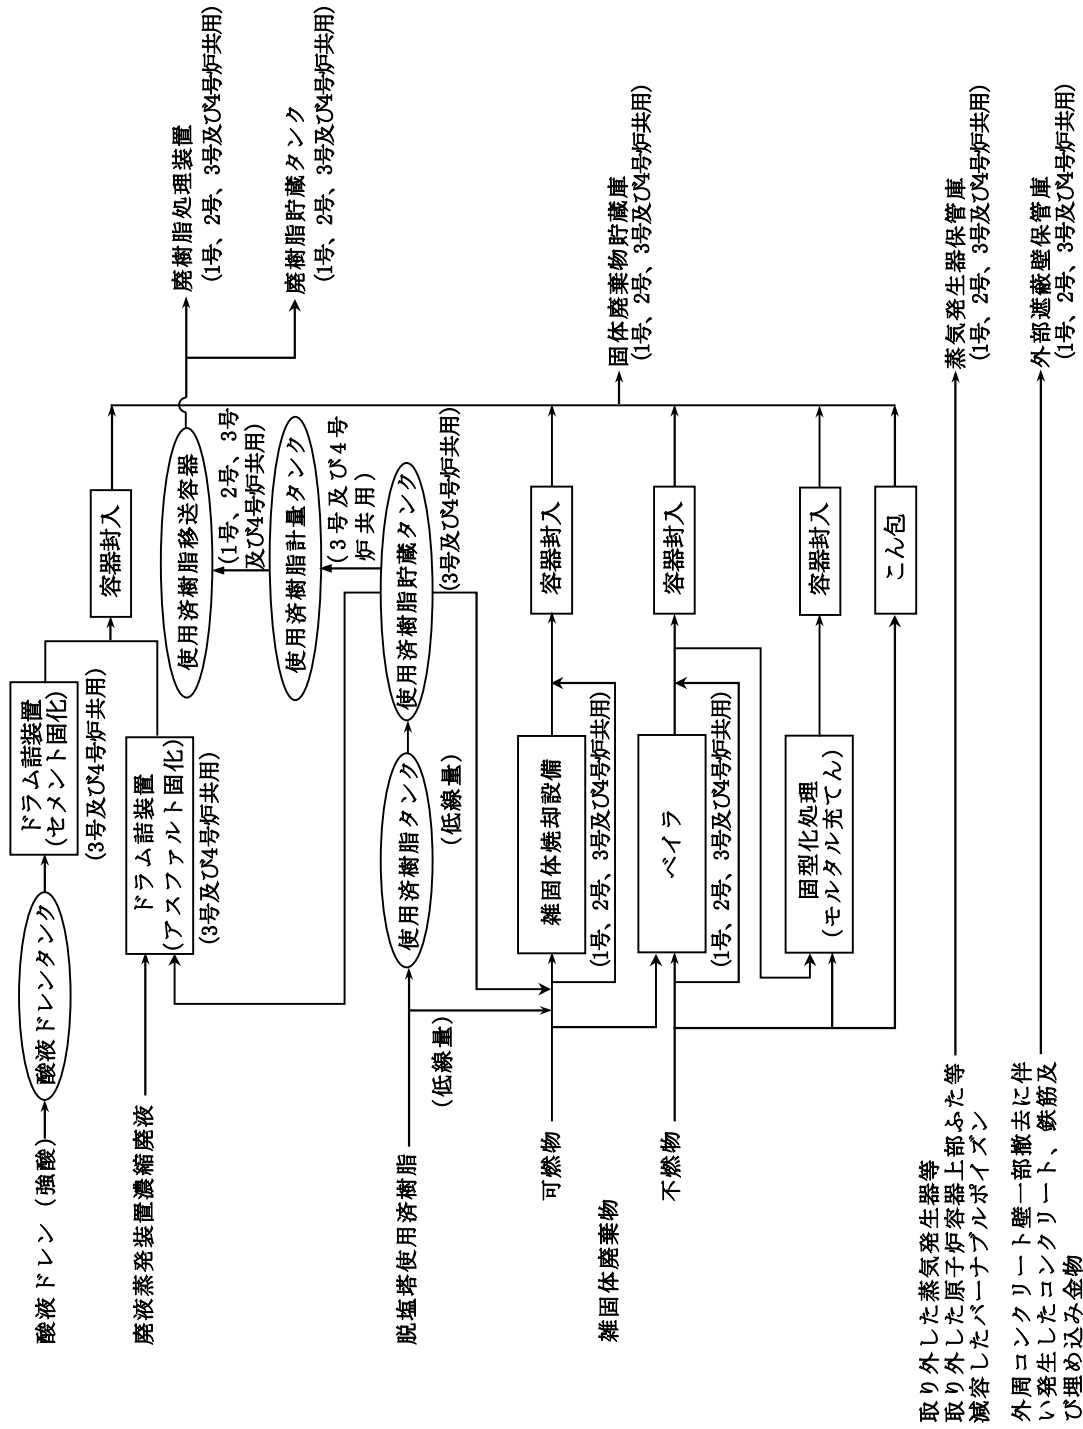 酸液ドレン（強酸）
酸液ドレンタンク
ドラム詰装置
(セメント固化)
(3号及び4号炉共用)
廃液蒸発装置濃縮廃液
ドラム詰装置
(アスファルト固化)
(3号及び4号炉共用)
容器封入
脱塩塔使用済樹脂
(低線量)
使用済樹脂タンク
(低線量)
使用済樹脂貯蔵タンク
(3号及び4号炉共用)
使用済樹脂計量タンク
(3号及び4号
炉共用)
使用済樹脂移送容器
(1号、2号、3号
及び4号炉共用)
廃樹脂処理装置
(1号、2号、3号及び4号炉共用)
廃樹脂貯蔵タンク
(1号、2号、3号及び4号炉共用)
雑固体廃棄物
可燃物
雑固体焼却設備
(1号、2号、3号及び4号炉共用)
容器封入
不燃物
ベイラ
(1号、2号、3号及び4号炉共用)
容器封入
固型化処理
(モルタル充てん)
容器封入
こん包
固体廃棄物貯蔵庫
(1号、2号、3号及び4号炉共用)
取り外した蒸気発生器等
取り外した原子炉容器上部ふた等
減容したバーナブルポイズン
蒸気発生器保管庫
(1号、2号、3号及び4号炉共用)
外周コンクリート壁一部撤去に伴
い発生したコンクリート、鉄筋及
び埋め込み金物
外部遮蔽壁保管庫
(1号、2号、3号及び4号炉共用)